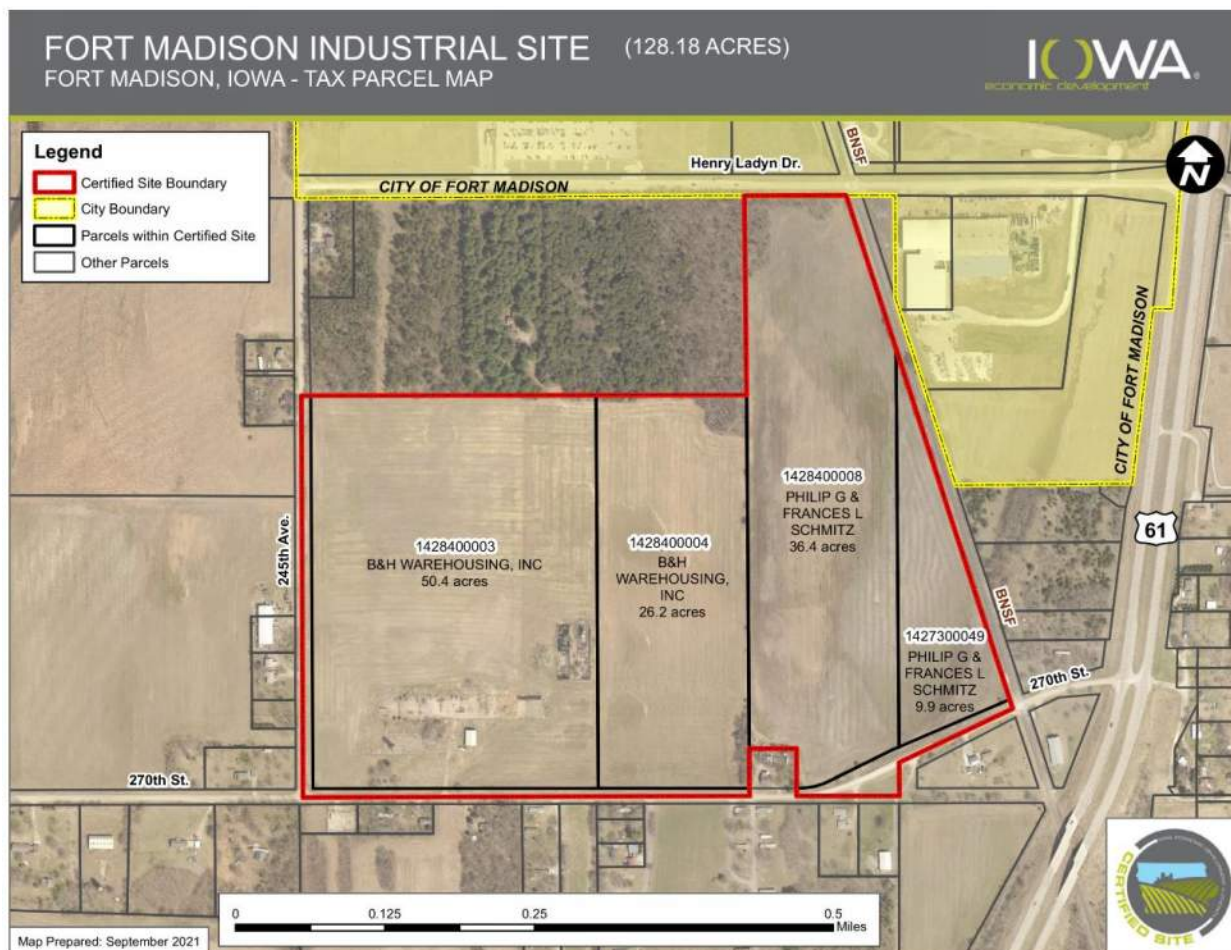 FORT MADISON INDUSTRIAL SITE (128.18 ACRES)
FORT MADISON, IOWA - TAX PARCEL MAP
IOWA
economic development
Legend
Certified Site Boundary
City Boundary
Parcels within Certified Site
Other Parcels
Henry Ladyn Dr.
BNSF
N
CITY OF FORT MADISON
CITY OF FORT MADISON
61
245th Ave.
1428400003
B&H WAREHOUSING, INC
50.4 acres
1428400004
B&H
WAREHOUSING,
INC
26.2 acres
1428400008
PHILIP G &
FRANCES L
SCHMITZ
36.4 acres
BNSF
1427300049
PHILIP G &
FRANCES L
SCHMITZ
9.9 acres
270th St.
270th St.
0 0.125 0.25 0.5
Miles
Map Prepared: September 2021
CERTIFIED SITE